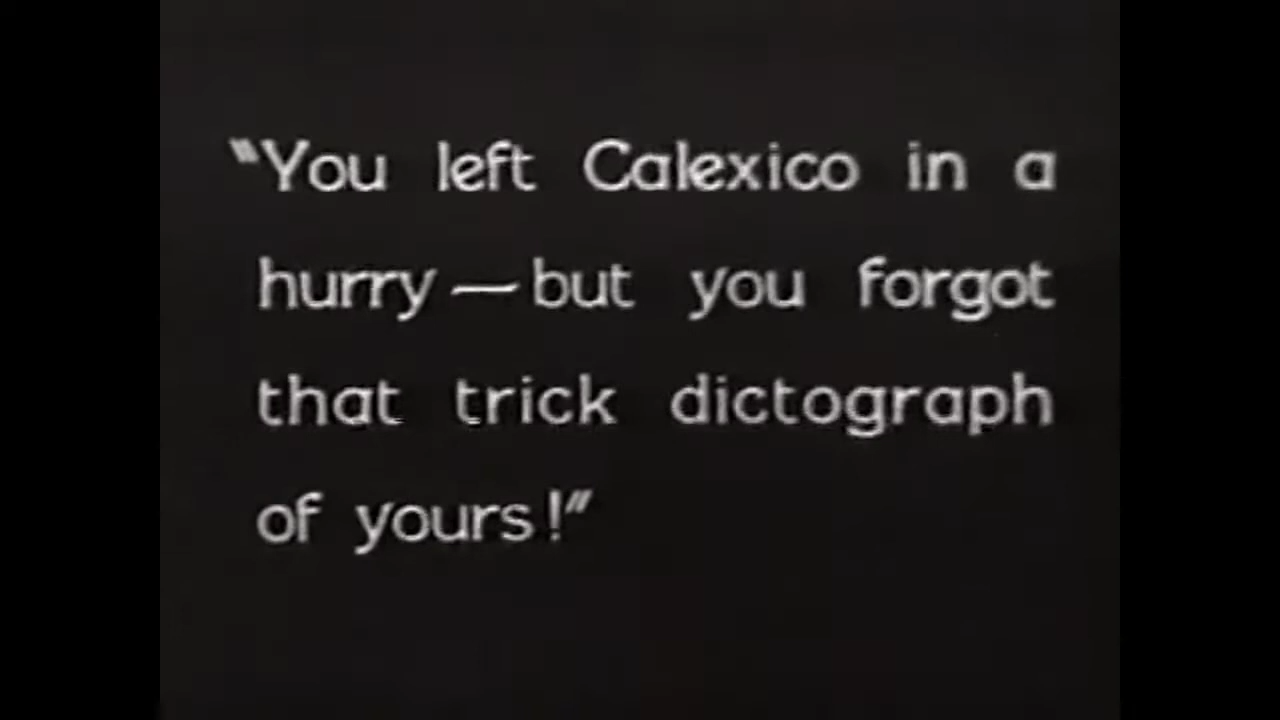 "You left Calexico in a
hurry—but you forgot
that trick dictograph
of yours!"